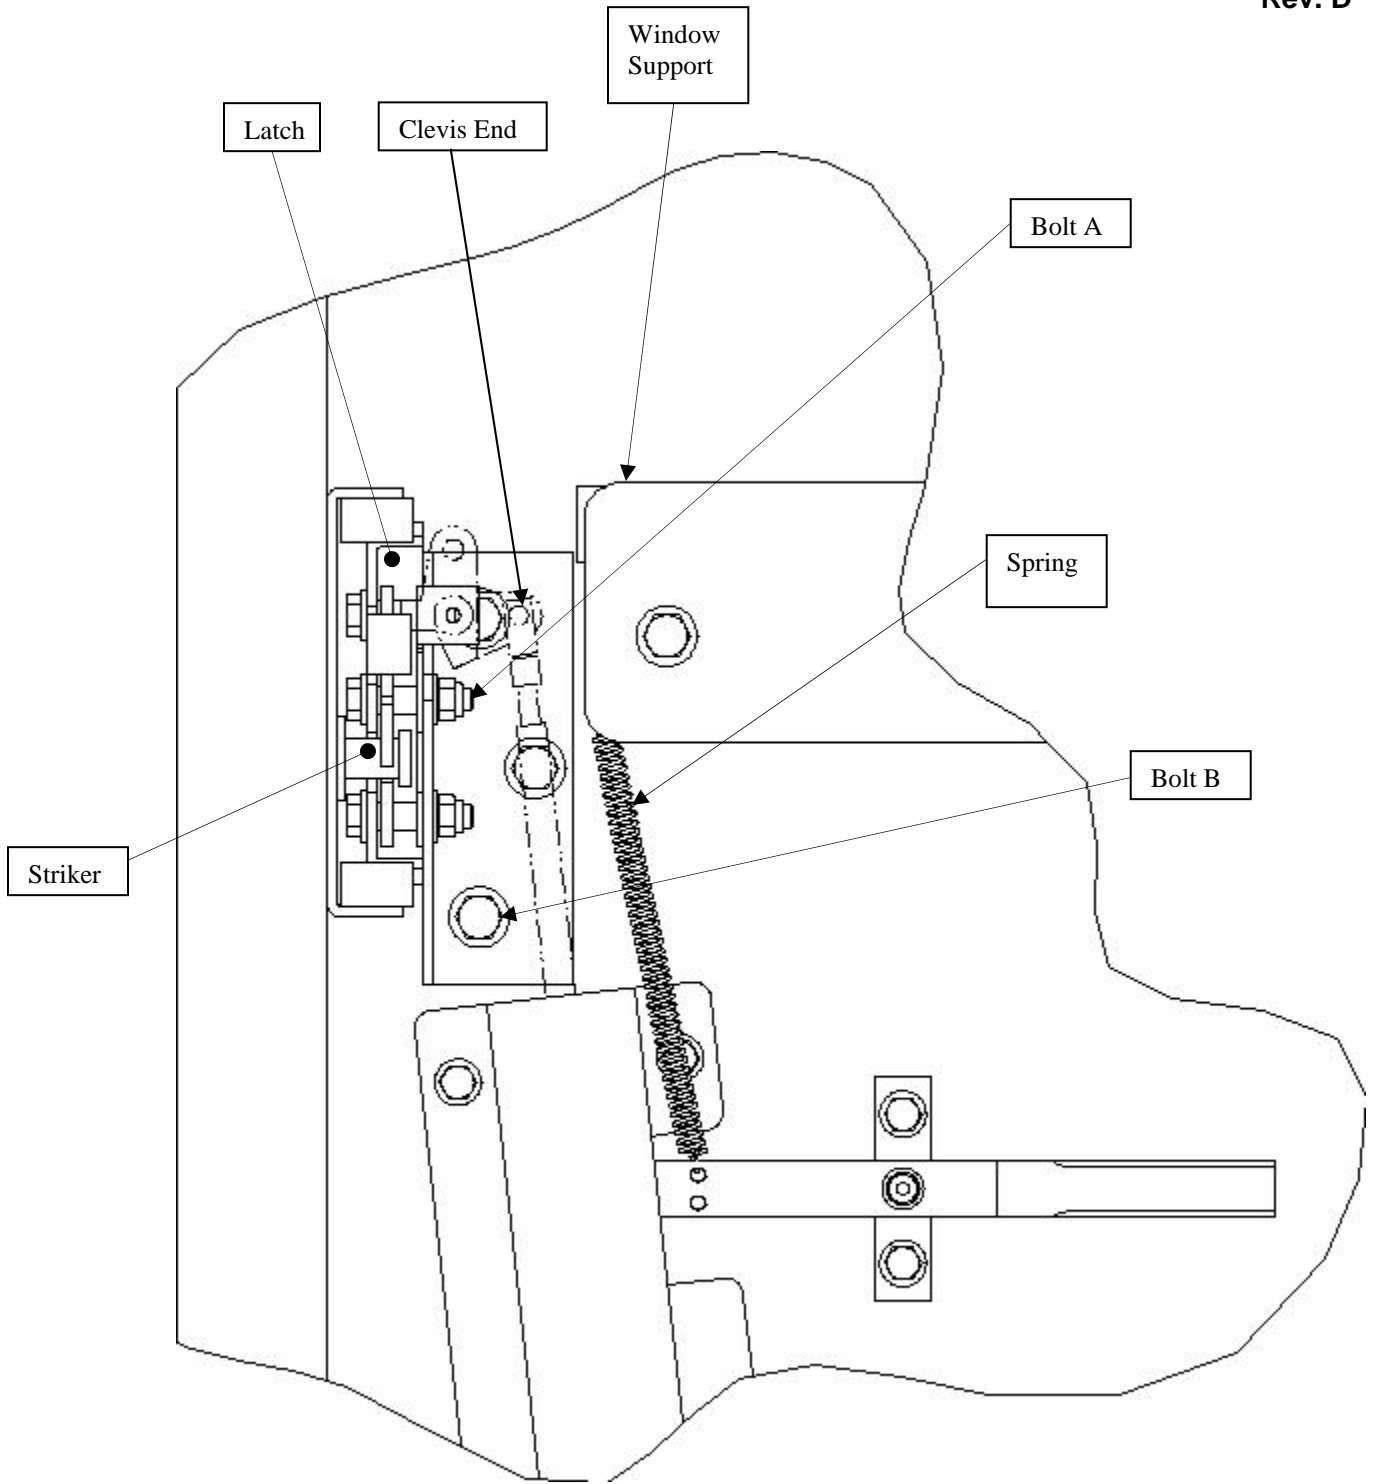 Rev. D
Window
Support
Latch
Clevis End
Bolt A
Spring
Bolt B
Striker